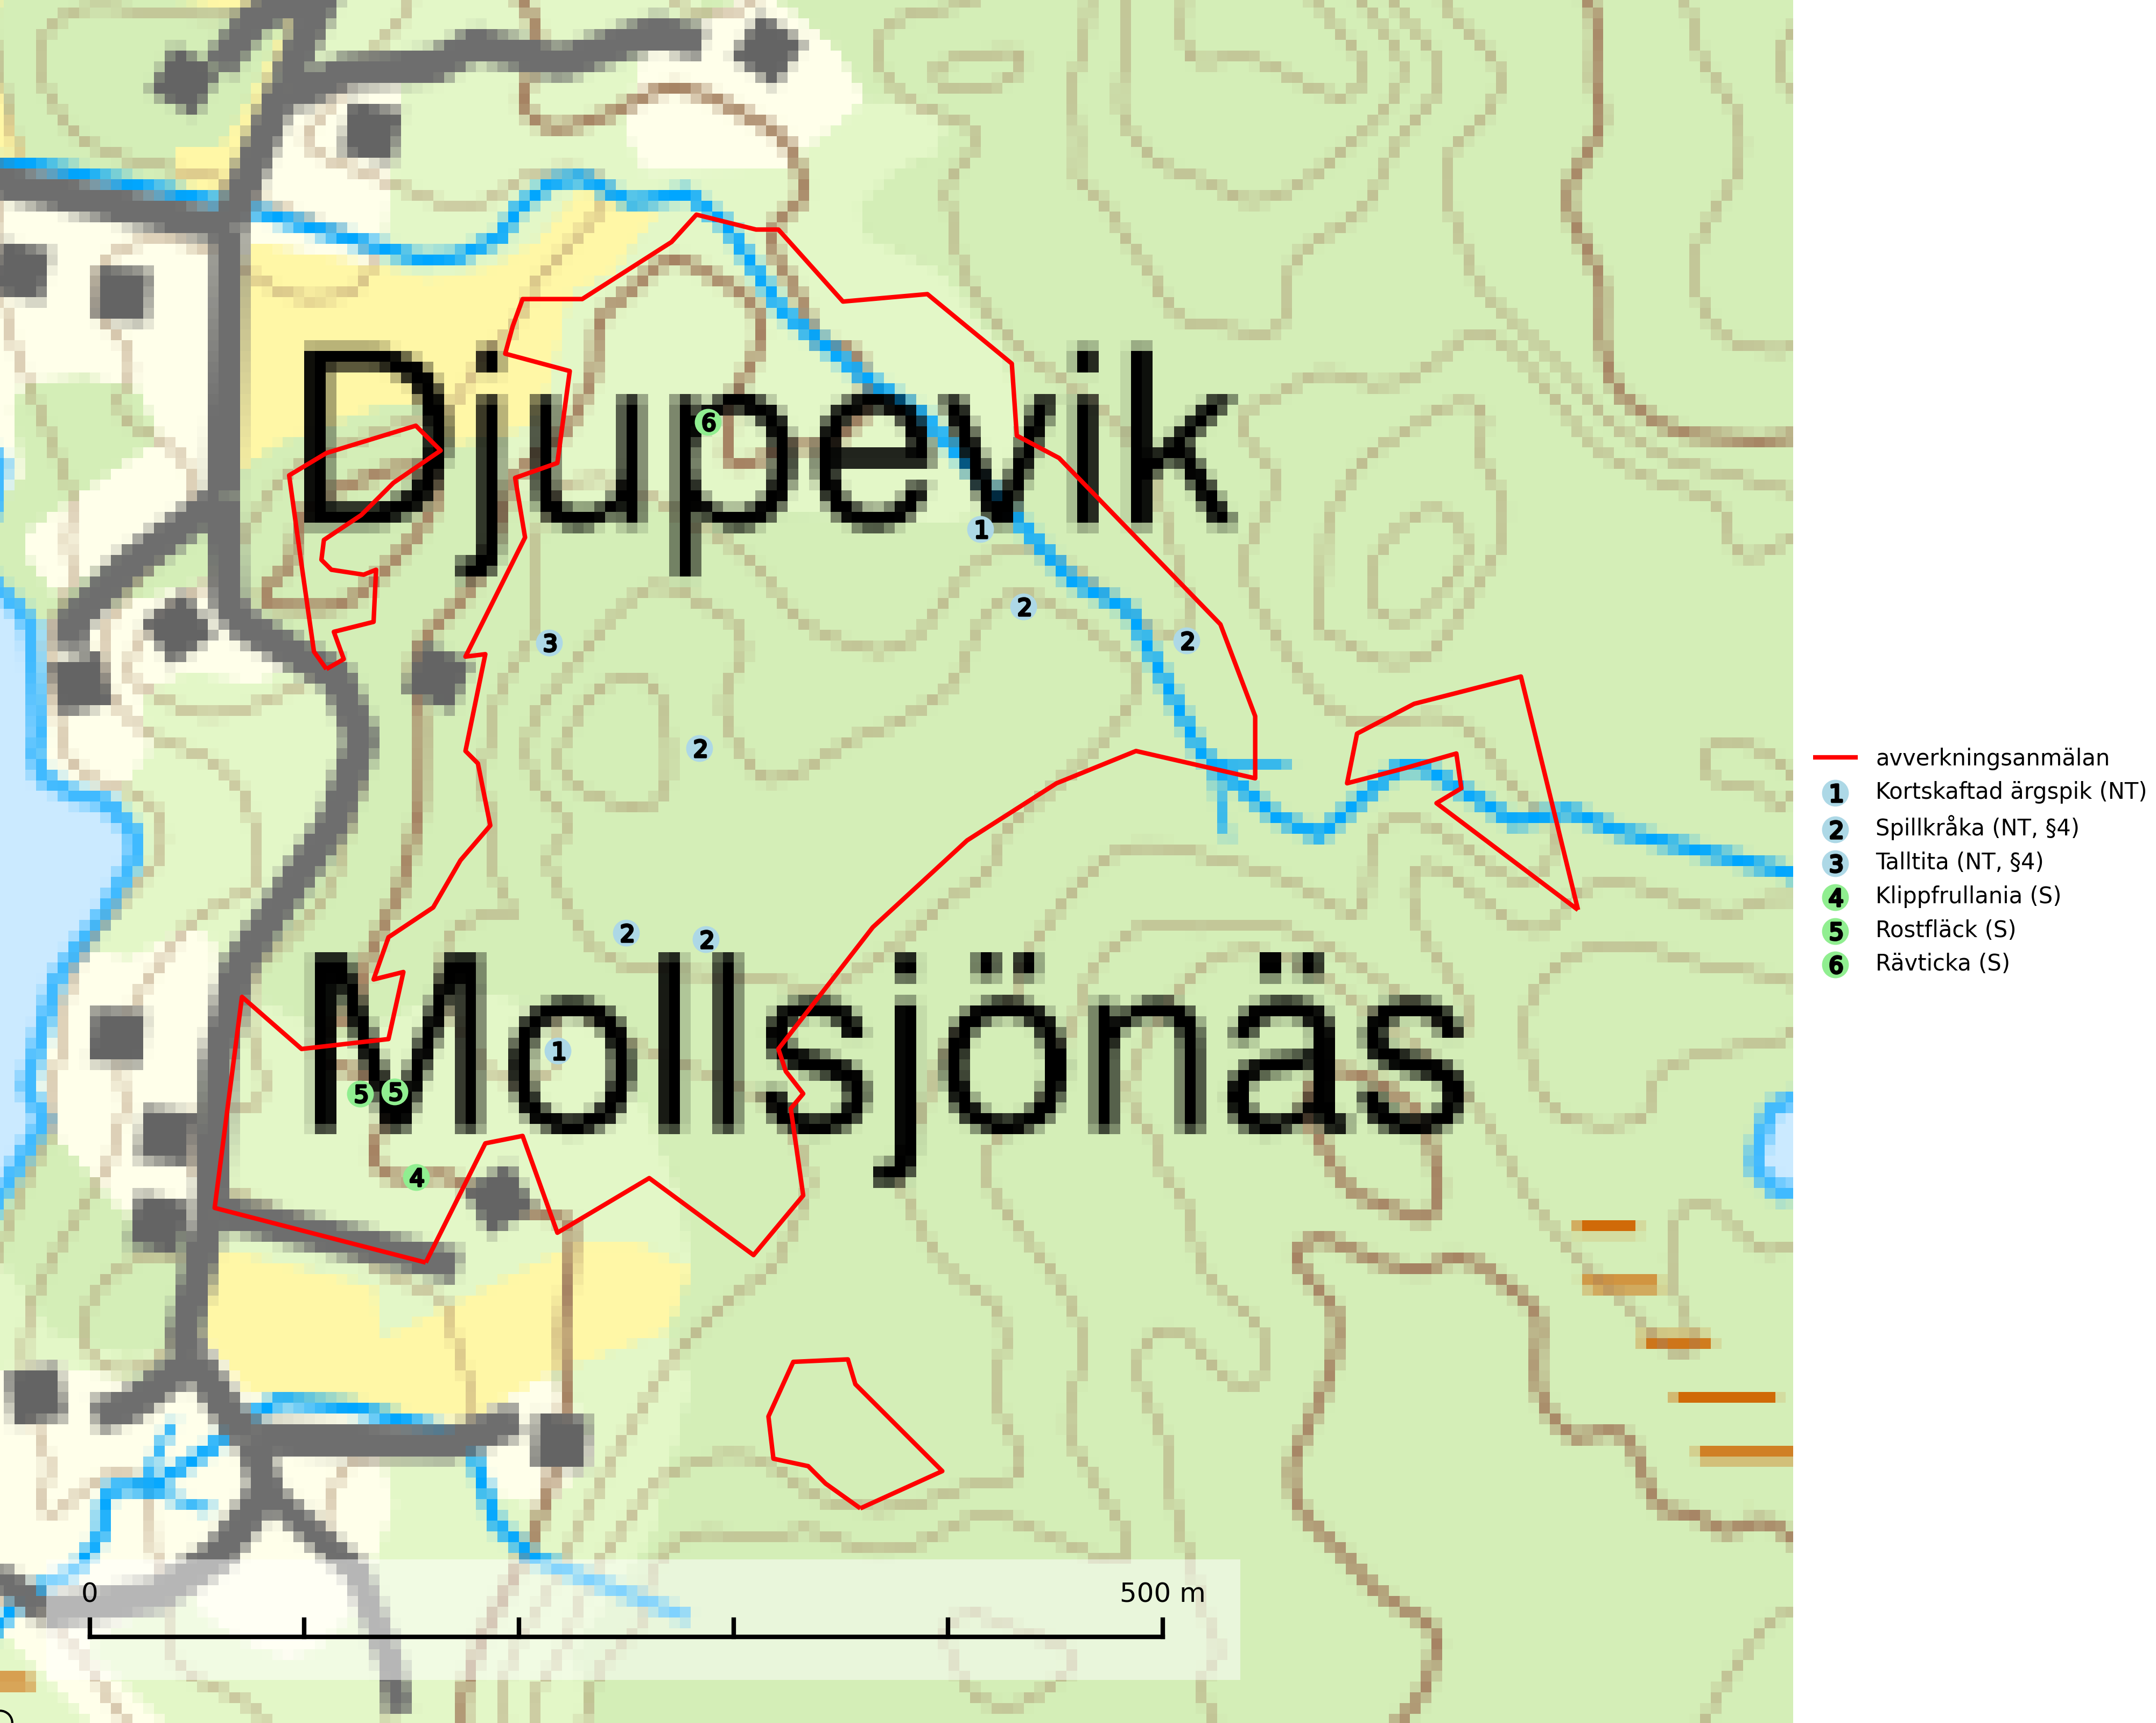 Djupevik
6
1
2
2
3
2
2
2
Mollsjönäs
1
5
5
4
0
500 m
avverkningsanmälan
1 Kortskaftad ärgspik (NT)
2 Spillkråka (NT, §4)
3 Talltita (NT, §4)
4 Klippfrullania (S)
5 Rostfläck (S)
6 Rävticka (S)